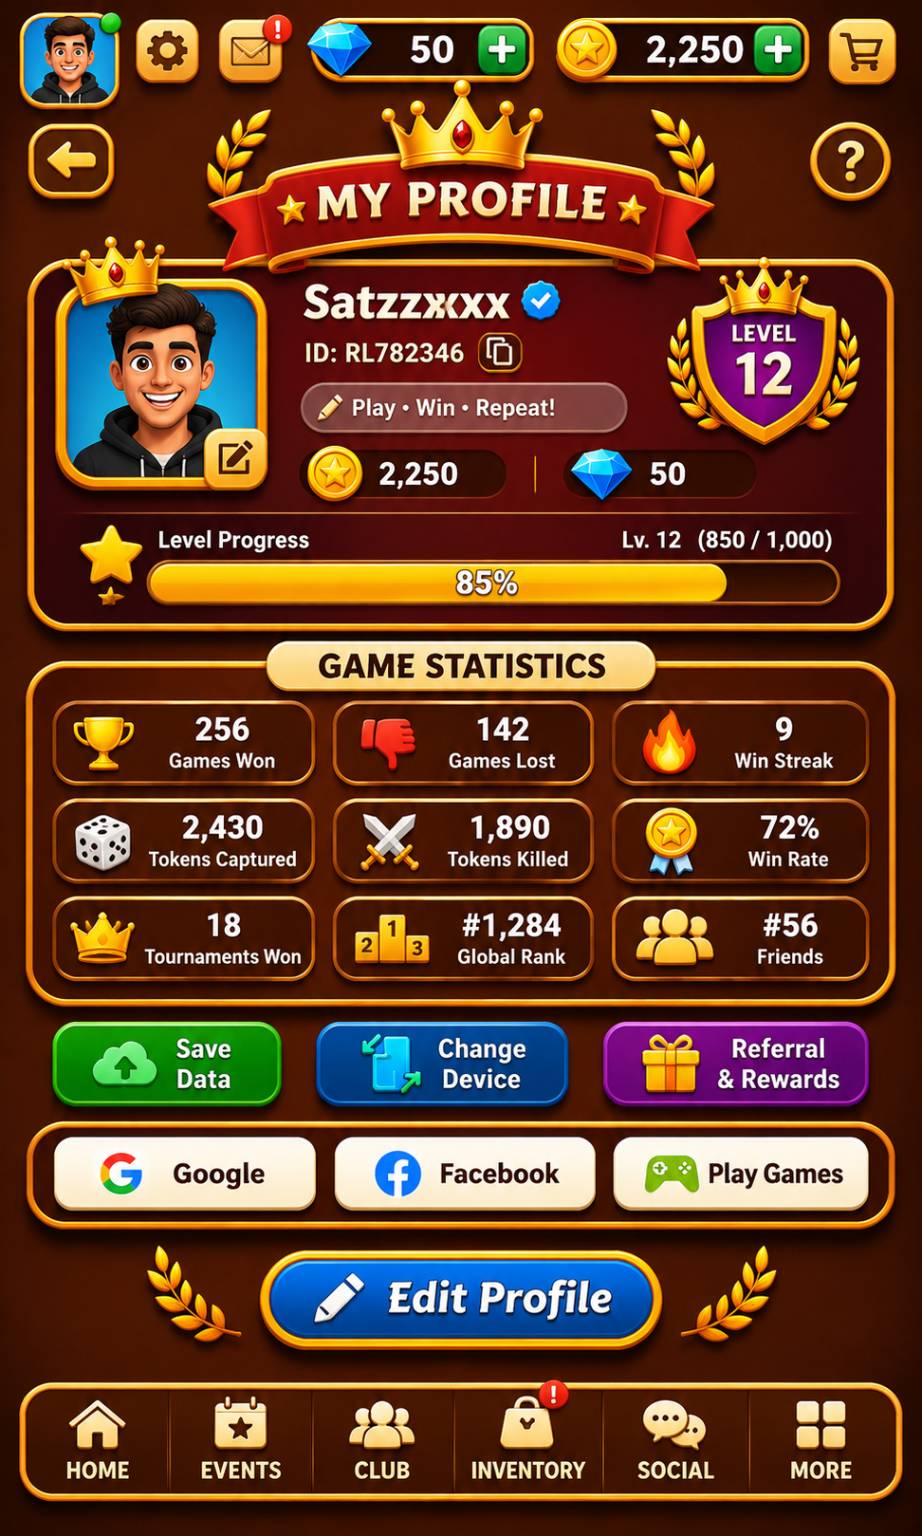 !
50
2,250
?
MY PROFILE
Satzzxxxx
ID: RL782346
LEVEL
12
Play • Win • Repeat!
2,250
50
Level Progress
Lv. 12 (850 / 1,000)
85%
GAME STATISTICS
256
Games Won
142
Games Lost
9
Win Streak
2,430
Tokens Captured
1,890
Tokens Killed
72%
Win Rate
18
Tournaments Won
1
2
3
#1,284
Global Rank
#56
Friends
Save
Data
Change
Device
Referral
& Rewards
Google
Facebook
Play Games
Edit Profile
!
HOME
EVENTS
CLUB
INVENTORY
SOCIAL
MORE